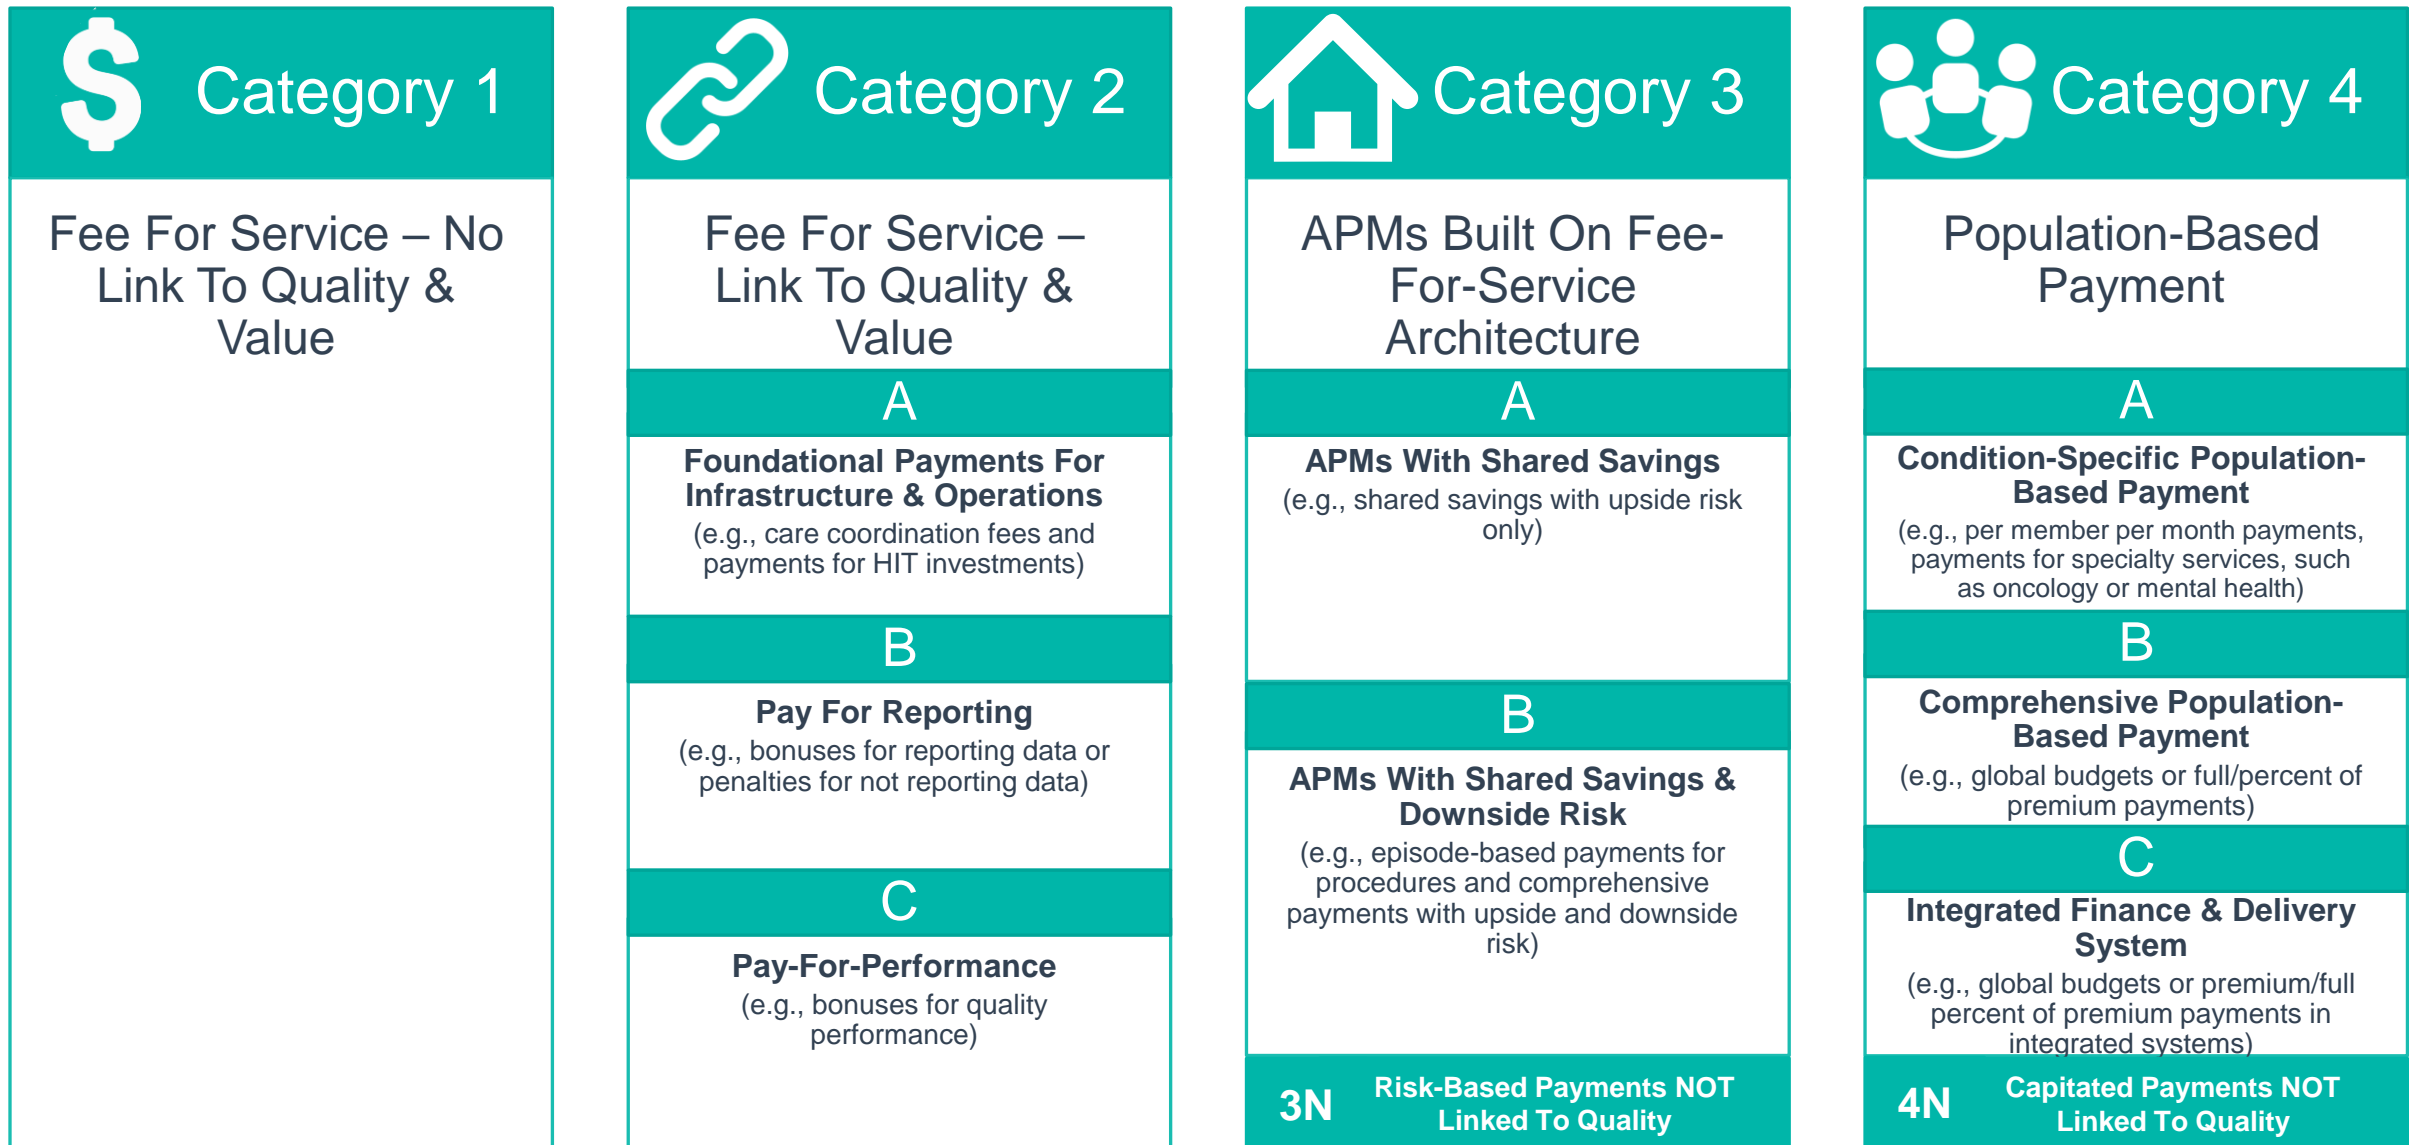 $ Category 1
Fee For Service – No
Link To Quality &
Value
Category 2
Fee For Service –
Link To Quality &
Value
A
Foundational Payments For
Infrastructure & Operations
(e.g., care coordination fees and
payments for HIT investments)
B
Pay For Reporting
(e.g., bonuses for reporting data or
penalties for not reporting data)
C
Pay-For-Performance
(e.g., bonuses for quality
performance)
Category 3
APMs Built On Fee-
For-Service
Architecture
A
APMs With Shared Savings
(e.g., shared savings with upside risk
only)
B
APMs With Shared Savings &
Downside Risk
(e.g., episode-based payments for
procedures and comprehensive
payments with upside and downside
risk)
3N
Risk-Based Payments NOT
Linked To Quality
Category 4
Population-Based
Payment
A
Condition-Specific Population-
Based Payment
(e.g., per member per month payments,
payments for specialty services, such
as oncology or mental health)
B
Comprehensive Population-
Based Payment
(e.g., global budgets or full/percent of
premium payments)
C
Integrated Finance & Delivery
System
(e.g., global budgets or premium/full
percent of premium payments in
integrated systems)
4N
Capitated Payments NOT
Linked To Quality